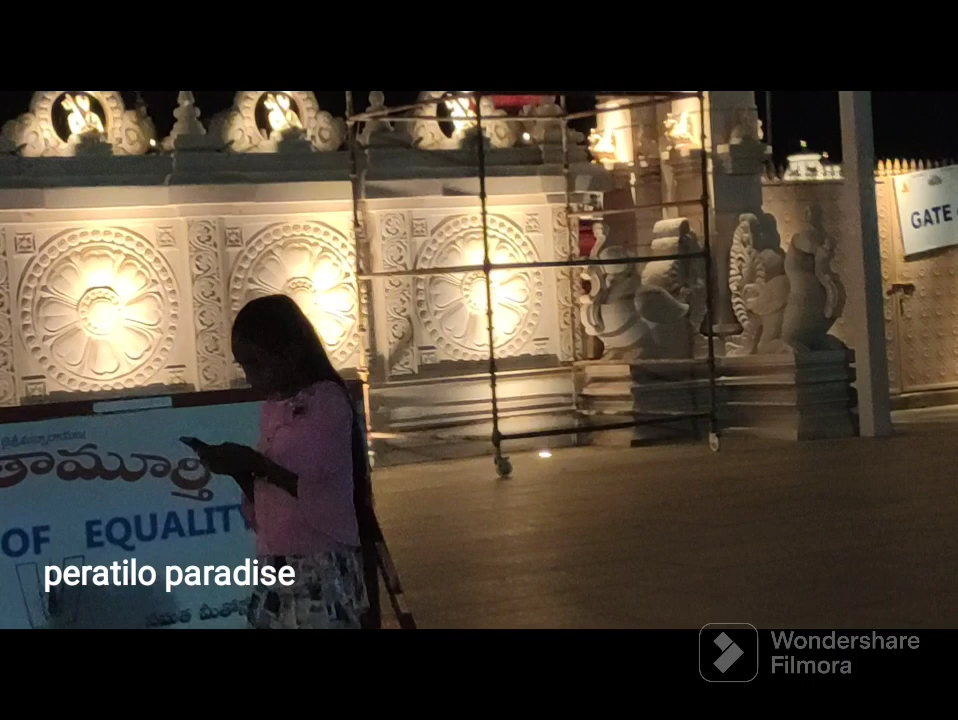 GATE
తామూర్తి
OF EQUALITY
peratilo paradise
Wondershare
Filmora